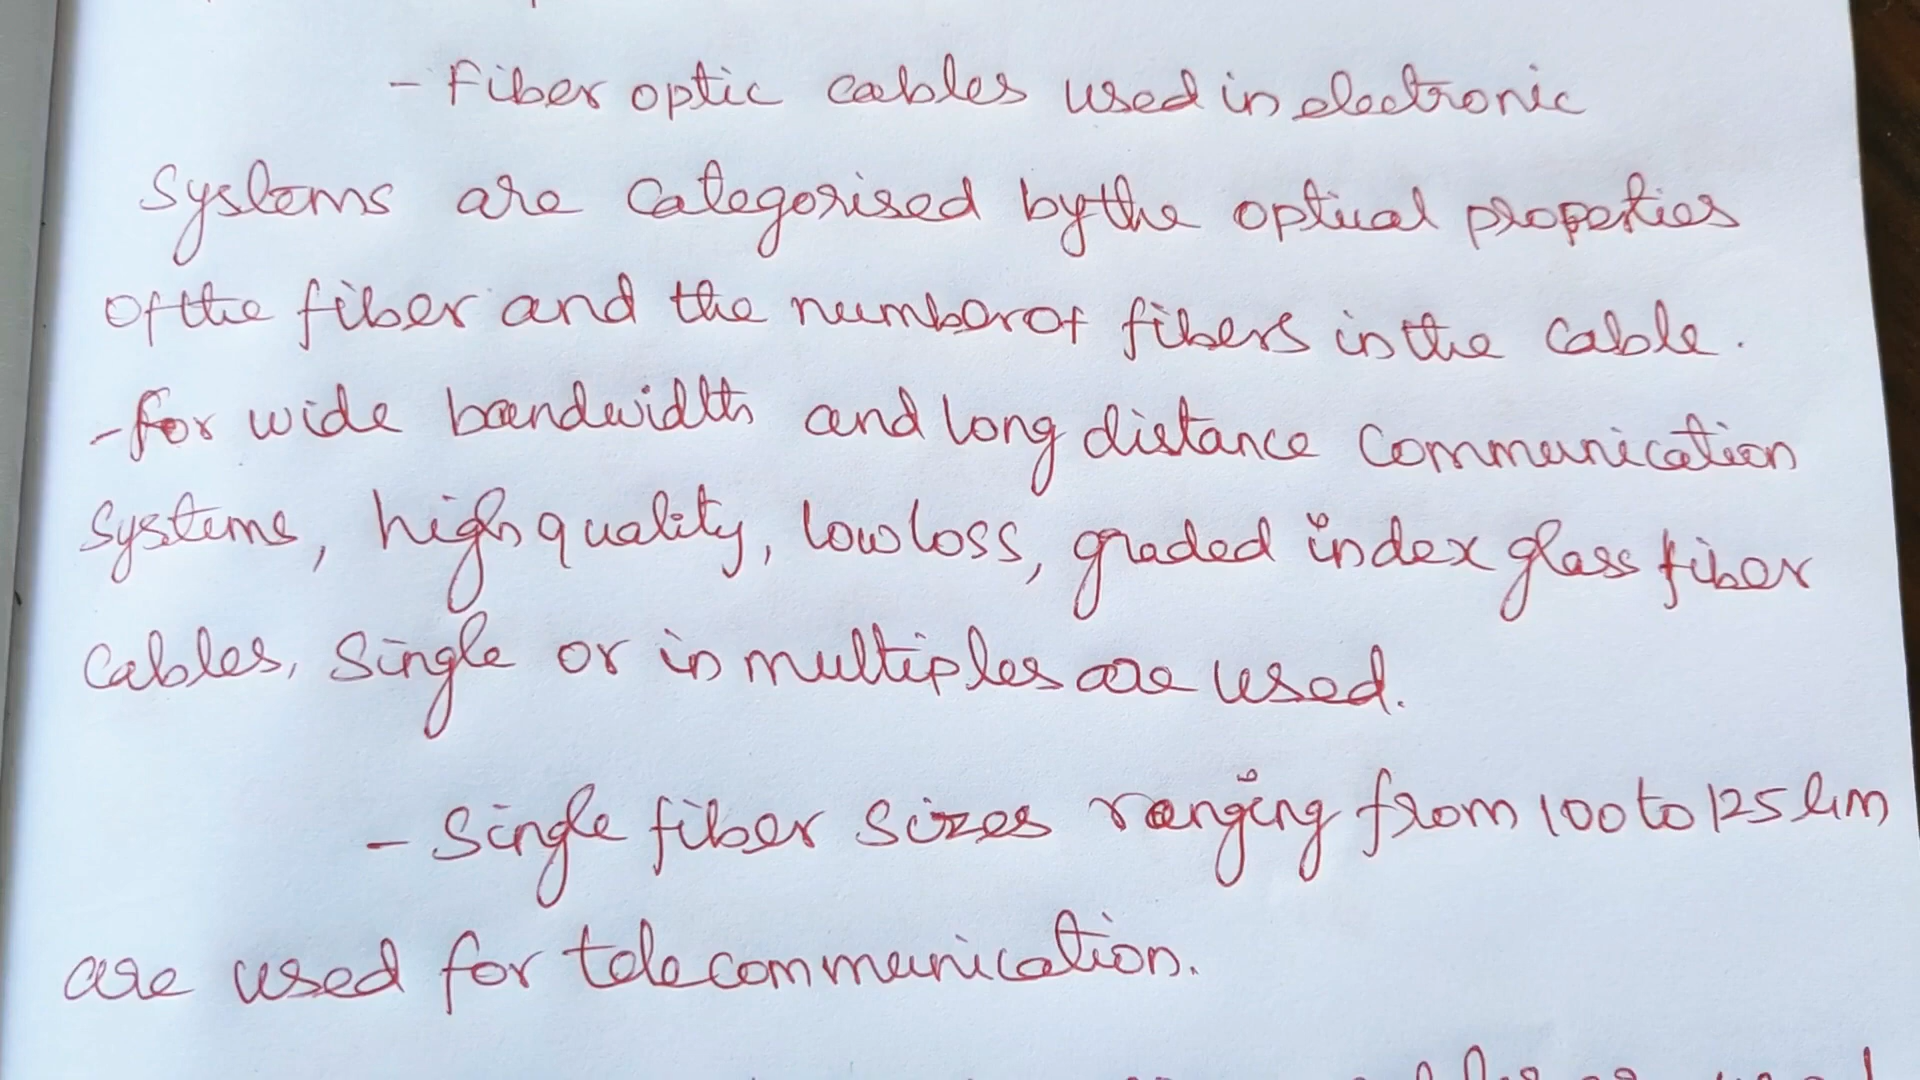 - Fiber optic cables used in electronic
Systems are Categorised by the optical properties
Of the fiber and the number of fibers in the Cable.
- for wide bandwidth and long distance Communication
Systems, high quality, low loss, graded index glass fiber
Cables, Single or in multiples are used.
- Single fiber Sizes ranging from 100 to 125 μm
are used for telecommunication.